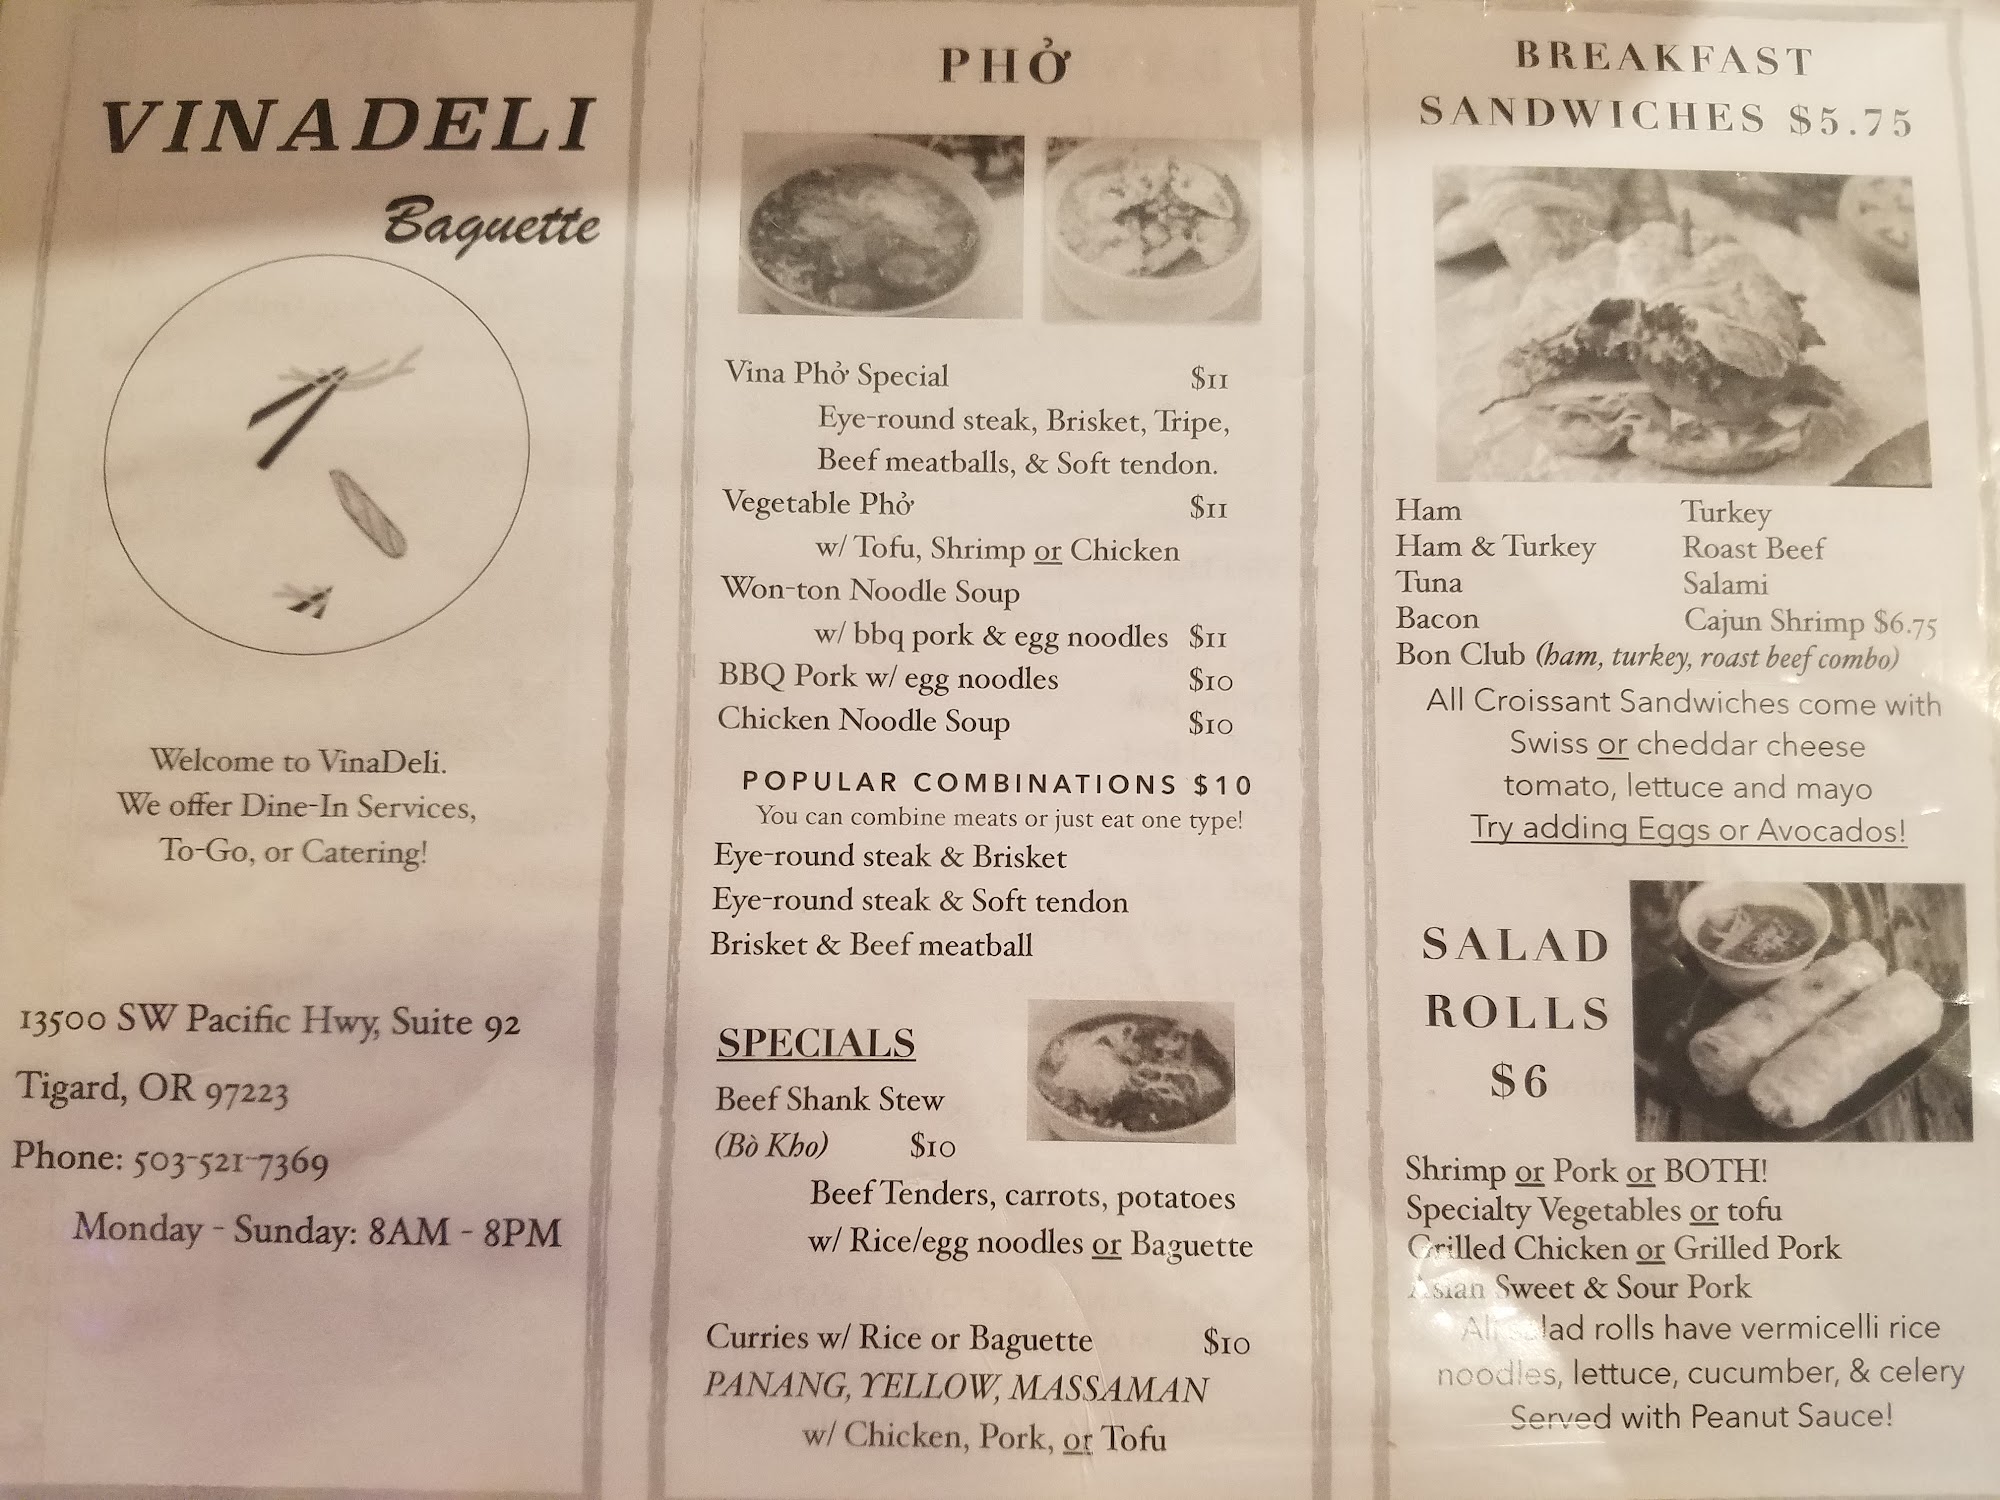 VINADELI
Baguette
Welcome to VinaDeli.
We offer Dine-In Services,
To-Go, or Catering!
13500 SW Pacific Hwy, Suite 92
Tigard, OR 97223
Phone: 503-521-7369
Monday - Sunday: 8AM - 8PM
PHỞ
Vina Phở Special $11
Eye-round steak, Brisket, Tripe,
Beef meatballs, & Soft tendon.
Vegetable Phở $11
w/ Tofu, Shrimp or Chicken
Won-ton Noodle Soup
w/ bbq pork & egg noodles $11
BBQ Pork w/ egg noodles $10
Chicken Noodle Soup $10
POPULAR COMBINATIONS $10
You can combine meats or just eat one type!
Eye-round steak & Brisket
Eye-round steak & Soft tendon
Brisket & Beef meatball
SPECIALS
Beef Shank Stew
(Bò Kho) $10
Beef Tenders, carrots, potatoes
w/ Rice/egg noodles or Baguette
Curries w/ Rice or Baguette $10
PANANG, YELLOW, MASSAMAN
w/ Chicken, Pork, or Tofu
BREAKFAST
SANDWICHES $5.75
Ham Turkey
Ham & Turkey Roast Beef
Tuna Salami
Bacon Cajun Shrimp $6.75
Bon Club (ham, turkey, roast beef combo)
All Croissant Sandwiches come with
Swiss or cheddar cheese
tomato, lettuce and mayo
Try adding Eggs or Avocados!
SALAD
ROLLS
$6
Shrimp or Pork or BOTH!
Specialty Vegetables or tofu
Grilled Chicken or Grilled Pork
Asian Sweet & Sour Pork
All salad rolls have vermicelli rice
noodles, lettuce, cucumber, & celery
Served with Peanut Sauce!